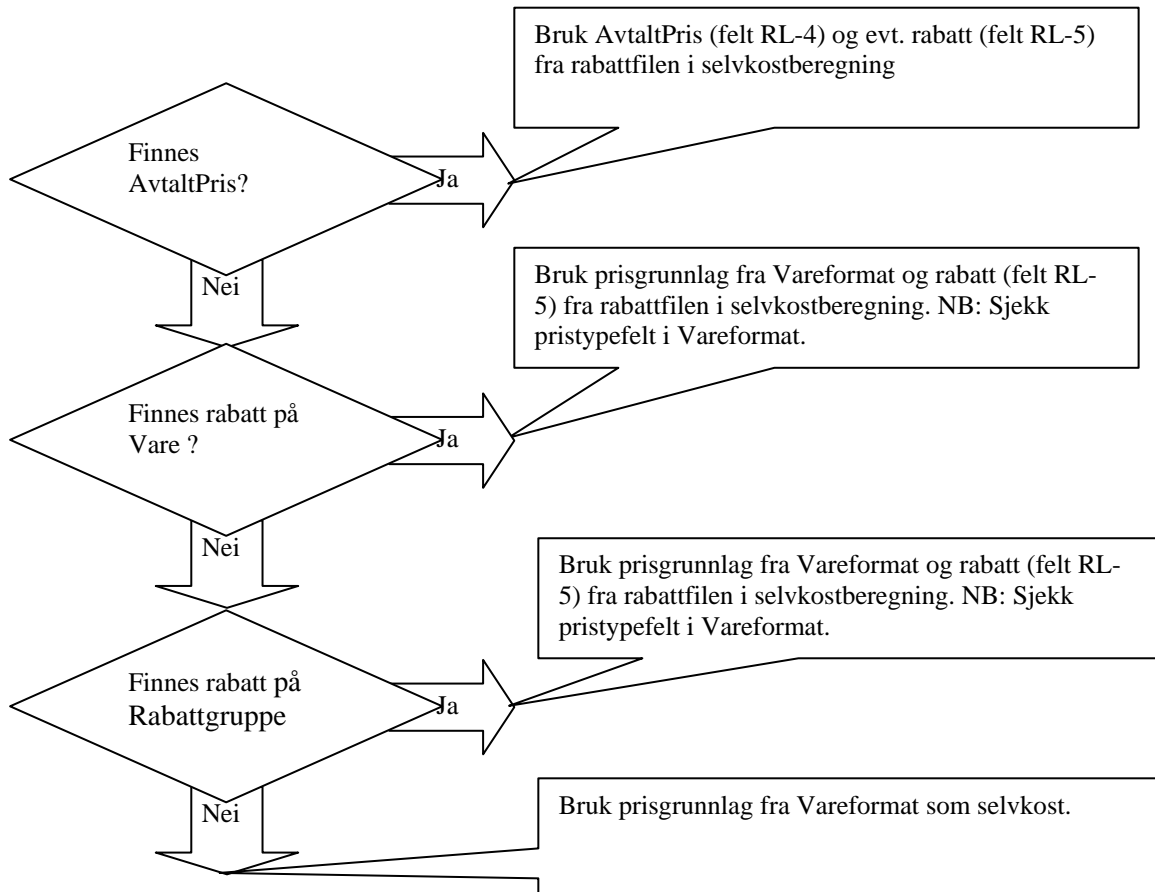 Bruk AvtaltPris (felt RL-4) og evt. rabatt (felt RL-5)
fra rabattfilen i selvkostberegning
Finnes
AvtaltPris?
Ja
Nei
Bruk prisgrunnlag fra Vareformat og rabatt (felt RL-
5) fra rabattfilen i selvkostberegning. NB: Sjekk
pristypefelt i Vareformat.
Finnes rabatt på
Vare ?
Ja
Nei
Bruk prisgrunnlag fra Vareformat og rabatt (felt RL-
5) fra rabattfilen i selvkostberegning. NB: Sjekk
pristypefelt i Vareformat.
Finnes rabatt på
Rabattgruppe
Ja
Nei
Bruk prisgrunnlag fra Vareformat som selvkost.